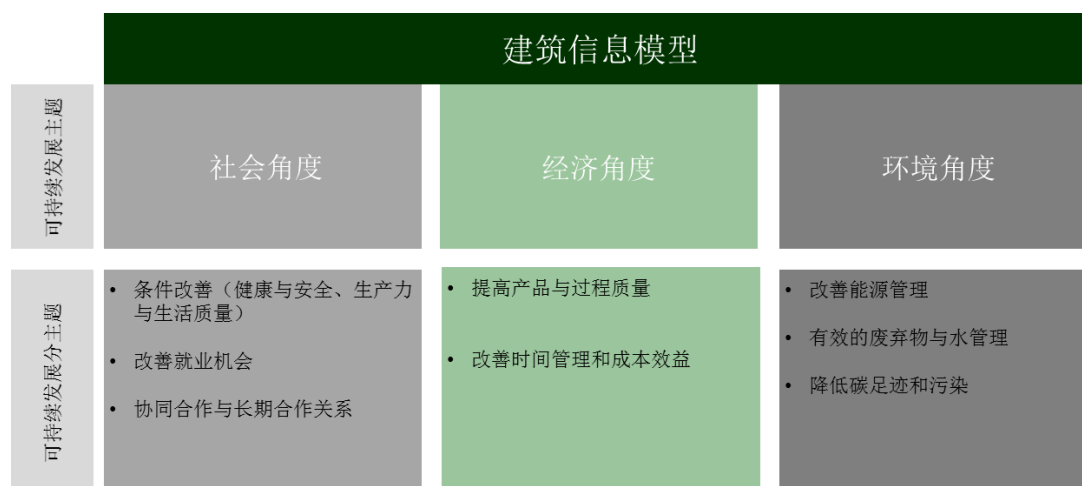 建筑信息模型
可持续发展主题
社会角度
经济角度
环境角度
可持续发展分主题
• 条件改善（健康与安全、生产力
与生活质量）
• 改善就业机会
• 协同合作与长期合作关系
• 提高产品与过程质量
• 改善时间管理和成本效益
• 改善能源管理
• 有效的废弃物与水管理
• 降低碳足迹和污染